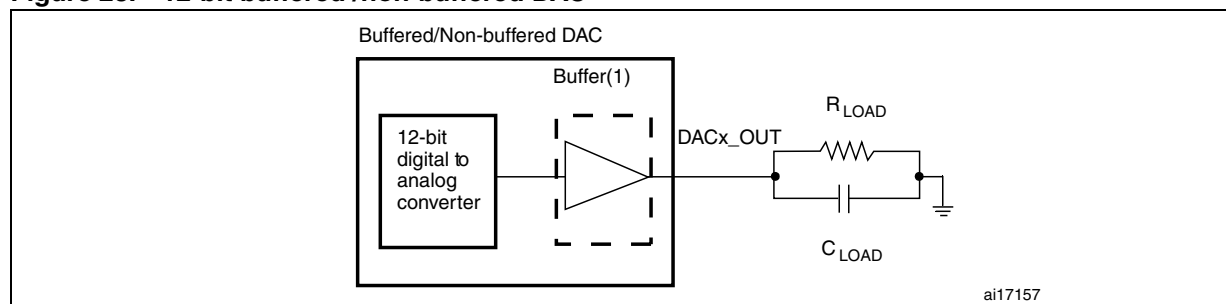 Buffered/Non-buffered DAC
Buffer(1)
12-bit
digital to
analog
converter
DACx_OUT
R LOAD
C LOAD
ai17157